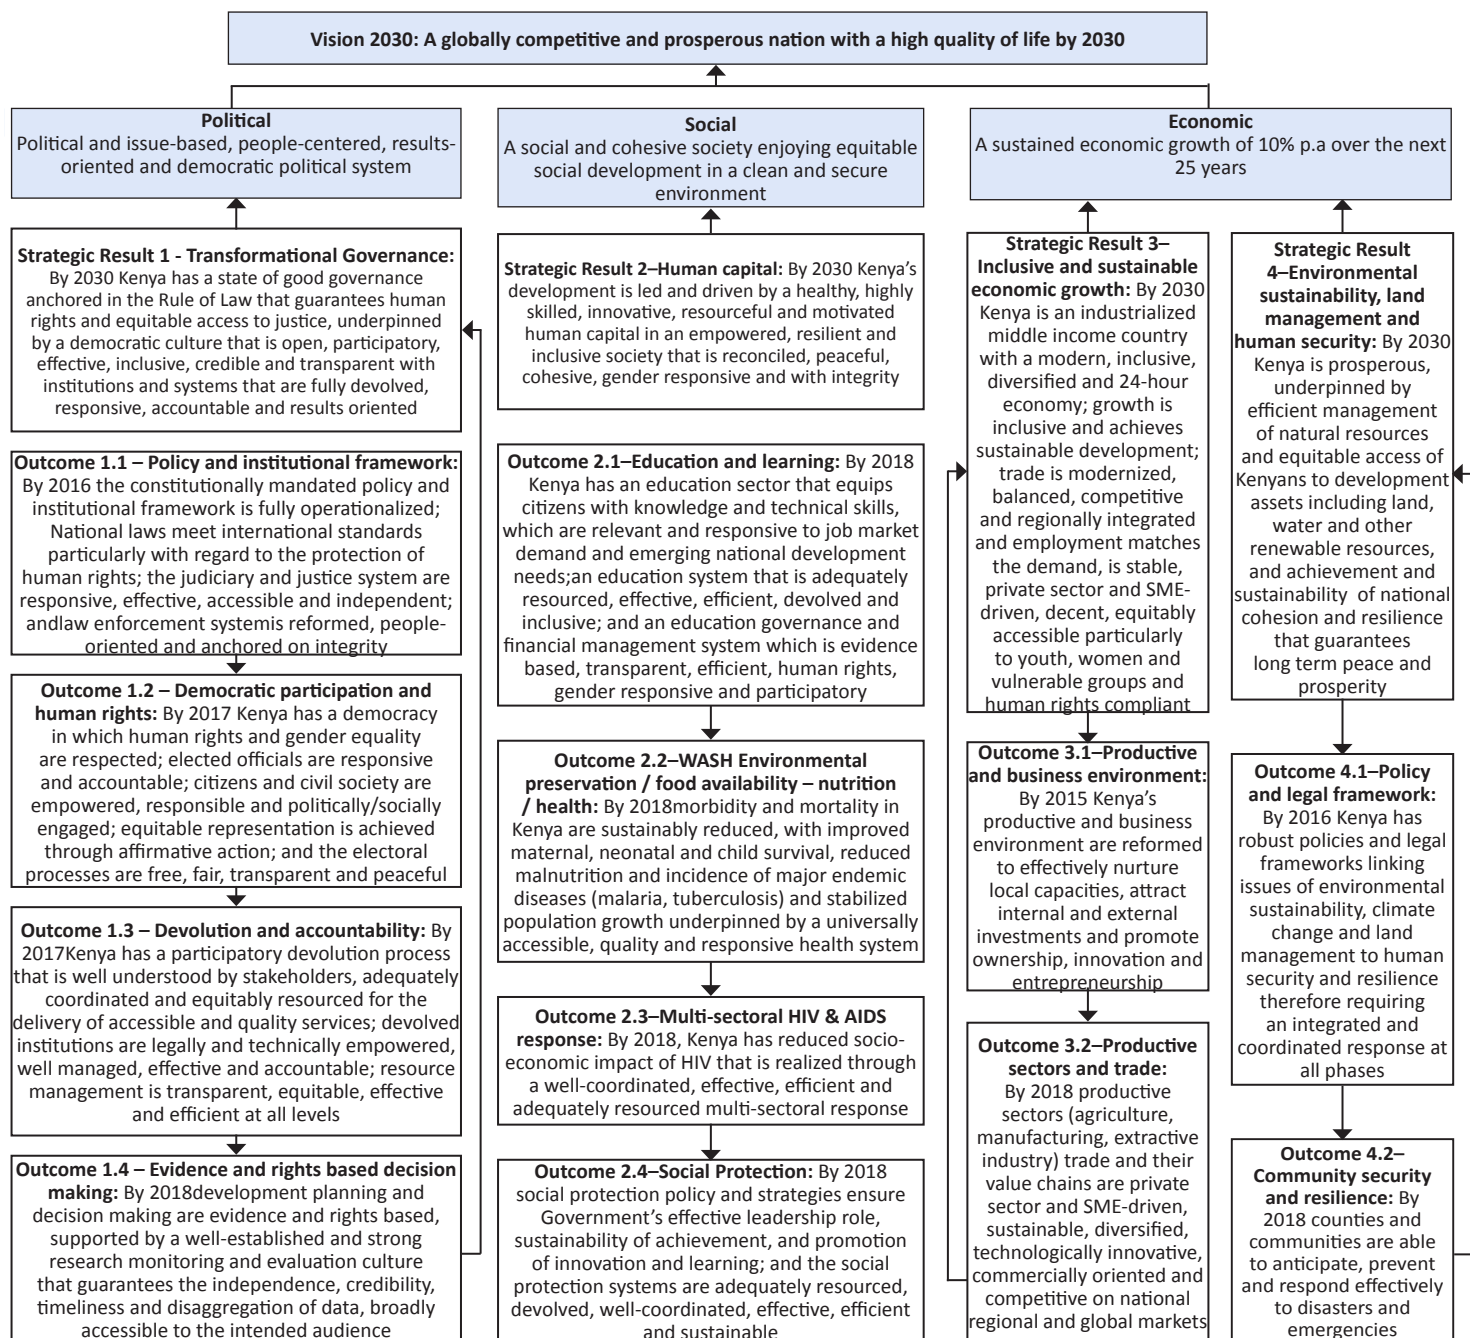 Vision 2030: A globally competitive and prosperous nation with a high quality of life by 2030
Political
Political and issue-based, people-centered, results-
oriented and democratic political system
Strategic Result 1 - Transformational Governance:
By 2030 Kenya has a state of good governance
anchored in the Rule of Law that guarantees human
rights and equitable access to justice, underpinned
by a democratic culture that is open, participatory,
effective, inclusive, credible and transparent with
institutions and systems that are fully devolved,
responsive, accountable and results oriented
Outcome 1.1 – Policy and institutional framework:
By 2016 the constitutionally mandated policy and
institutional framework is fully operationalized;
National laws meet international standards
particularly with regard to the protection of
human rights; the judiciary and justice system are
responsive, effective, accessible and independent;
andlaw enforcement systemis reformed, people-
oriented and anchored on integrity
Outcome 1.2 – Democratic participation and
human rights: By 2017 Kenya has a democracy
in which human rights and gender equality
are respected; elected officials are responsive
and accountable; citizens and civil society are
empowered, responsible and politically/socially
engaged; equitable representation is achieved
through affirmative action; and the electoral
processes are free, fair, transparent and peaceful
Outcome 1.3 – Devolution and accountability: By
2017Kenya has a participatory devolution process
that is well understood by stakeholders, adequately
coordinated and equitably resourced for the
delivery of accessible and quality services; devolved
institutions are legally and technically empowered,
well managed, effective and accountable; resource
management is transparent, equitable, effective
and efficient at all levels
Outcome 1.4 – Evidence and rights based decision
making: By 2018development planning and
decision making are evidence and rights based,
supported by a well-established and strong
research monitoring and evaluation culture
that guarantees the independence, credibility,
timeliness and disaggregation of data, broadly
accessible to the intended audience
Social
A social and cohesive society enjoying equitable
social development in a clean and secure
environment
Strategic Result 2–Human capital: By 2030 Kenya's
development is led and driven by a healthy, highly
skilled, innovative, resourceful and motivated
human capital in an empowered, resilient and
inclusive society that is reconciled, peaceful,
cohesive, gender responsive and with integrity
Outcome 2.1–Education and learning: By 2018
Kenya has an education sector that equips
citizens with knowledge and technical skills,
which are relevant and responsive to job market
demand and emerging national development
needs;an education system that is adequately
resourced, effective, efficient, devolved and
inclusive; and an education governance and
financial management system which is evidence
based, transparent, efficient, human rights,
gender responsive and participatory
Outcome 2.2–WASH Environmental
preservation / food availability – nutrition
/ health: By 2018morbidity and mortality in
Kenya are sustainably reduced, with improved
maternal, neonatal and child survival, reduced
malnutrition and incidence of major endemic
diseases (malaria, tuberculosis) and stabilized
population growth underpinned by a universally
accessible, quality and responsive health system
Outcome 2.3–Multi-sectoral HIV & AIDS
response: By 2018, Kenya has reduced socio-
economic impact of HIV that is realized through
a well-coordinated, effective, efficient and
adequately resourced multi-sectoral response
Outcome 2.4–Social Protection: By 2018
social protection policy and strategies ensure
Government's effective leadership role,
sustainability of achievement, and promotion
of innovation and learning; and the social
protection systems are adequately resourced,
devolved, well-coordinated, effective, efficient
and sustainable
Economic
A sustained economic growth of 10% p.a over the next
25 years
Strategic Result 3–
Inclusive and sustainable
economic growth: By 2030
Kenya is an industrialized
middle income country
with a modern, inclusive,
diversified and 24-hour
economy; growth is
inclusive and achieves
sustainable development;
trade is modernized,
balanced, competitive
and regionally integrated
and employment matches
the demand, is stable,
private sector and SME-
driven, decent, equitably
accessible particularly
to youth, women and
vulnerable groups and
human rights compliant
Outcome 3.1–Productive
and business environment:
By 2015 Kenya's
productive and business
environment are reformed
to effectively nurture
local capacities, attract
internal and external
investments and promote
ownership, innovation and
entrepreneurship
Outcome 3.2–Productive
sectors and trade:
By 2018 productive
sectors (agriculture,
manufacturing, extractive
industry) trade and their
value chains are private
sector and SME-driven,
sustainable, diversified,
technologically innovative,
commercially oriented and
competitive on national
regional and global markets
Strategic Result
4–Environmental
sustainability, land
management and
human security: By 2030
Kenya is prosperous,
underpinned by
efficient management
of natural resources
and equitable access of
Kenyans to development
assets including land,
water and other
renewable resources,
and achievement and
sustainability of national
cohesion and resilience
that guarantees
long term peace and
prosperity
Outcome 4.1–Policy
and legal framework:
By 2016 Kenya has
robust policies and legal
frameworks linking
issues of environmental
sustainability, climate
change and land
management to human
security and resilience
therefore requiring
an integrated and
coordinated response at
all phases
Outcome 4.2–
Community security
and resilience: By
2018 counties and
communities are able
to anticipate, prevent
and respond effectively
to disasters and
emergencies